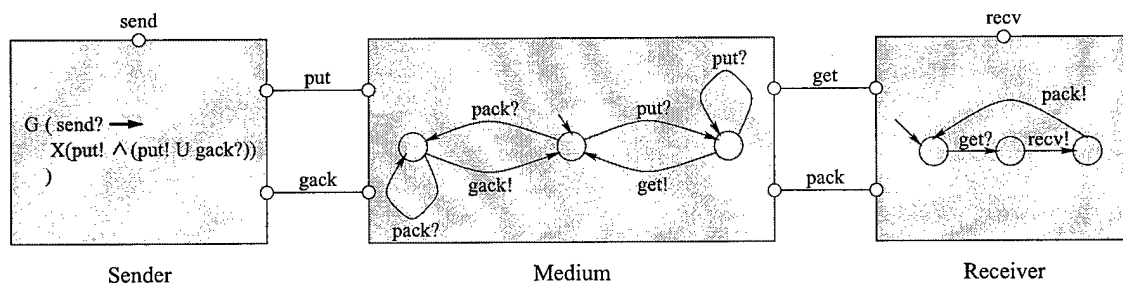 send
recv
put
get
put?
pack?
put?
pack!
G ( send? →
X(put! ∧ (put! U gack?))
)
get?
recv!
gack!
get!
gack
pack
pack?
Sender
Medium
Receiver